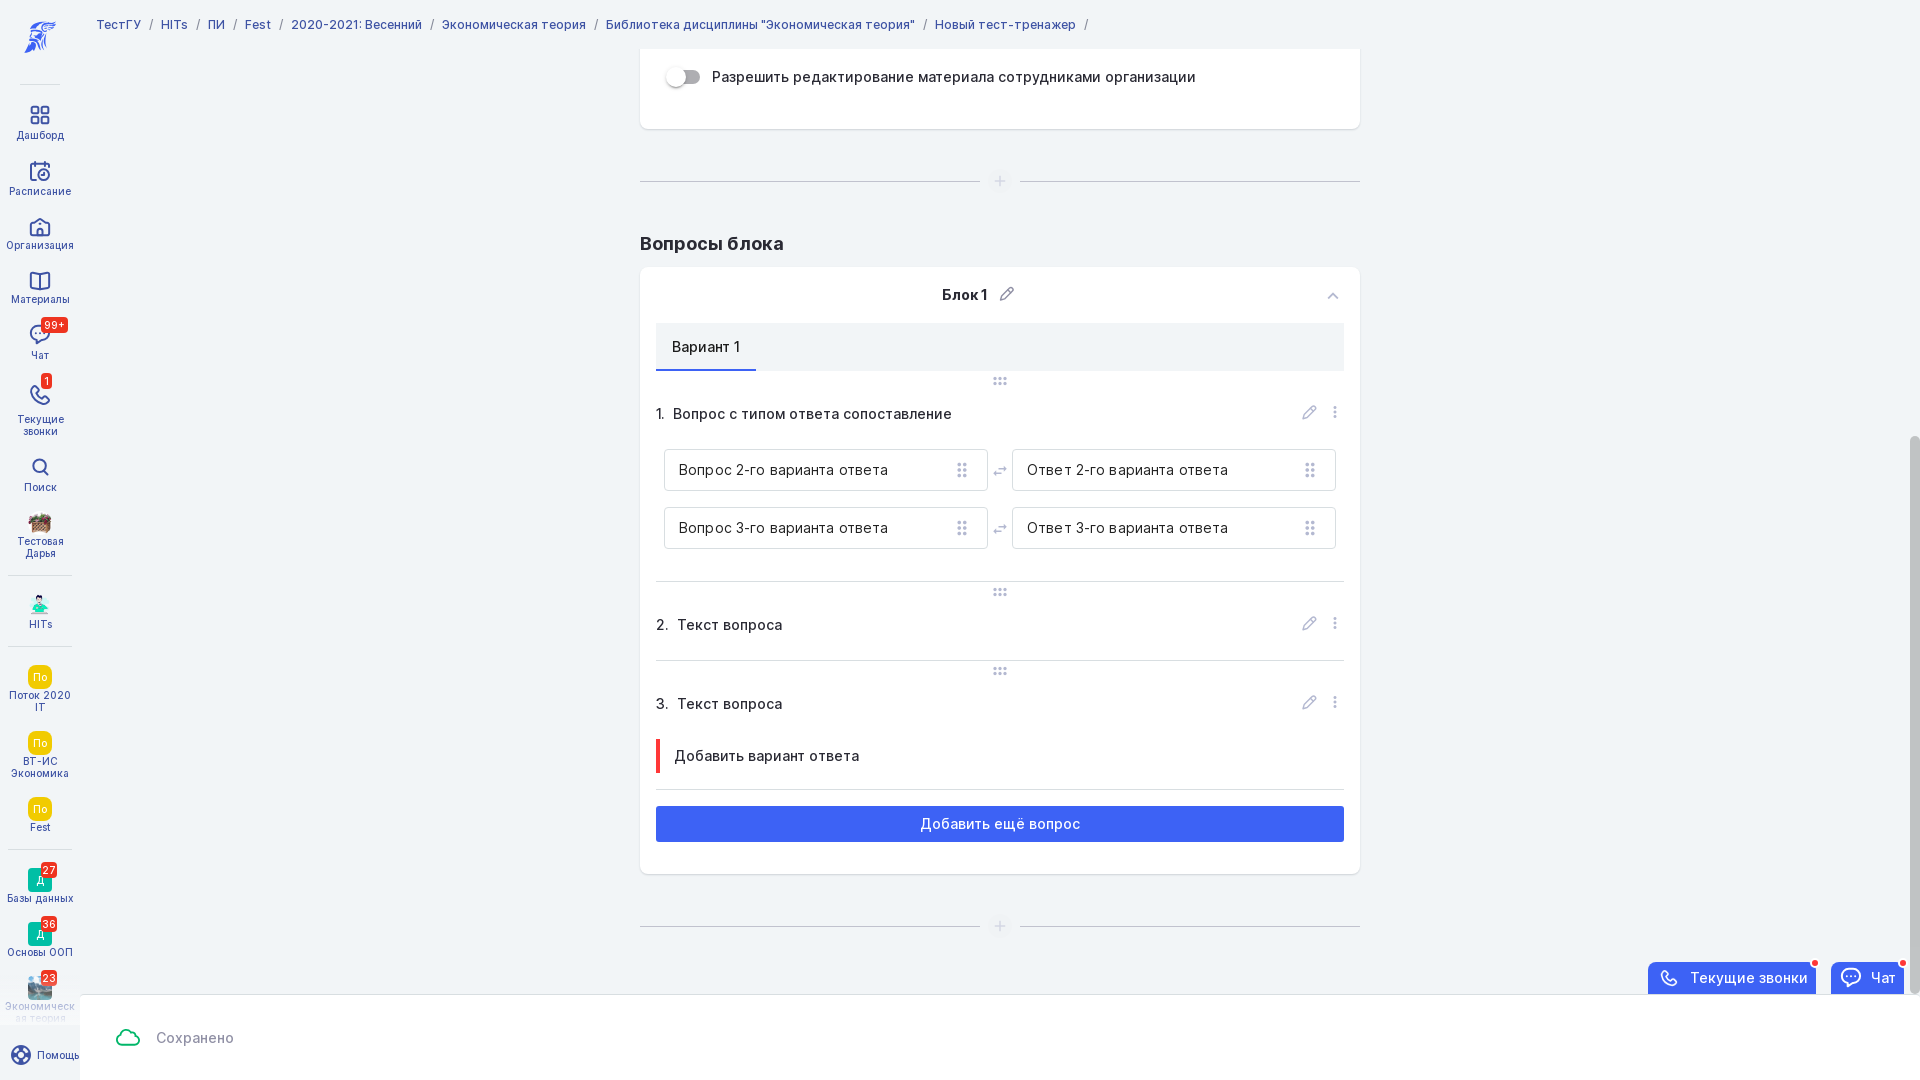 ТестГУ / HITs / ПИ / Fest / 2020-2021: Весенний / Экономическая теория / Библиотека дисциплины "Экономическая теория" / Новый тест-тренажер /
Дашборд
Расписание
Организация
Материалы
99+
Чат
1
Текущие
звонки
Поиск
Тестовая
Дарья
HITs
По
Поток 2020
IT
По
ВТ-ИС
Экономика
По
Fest
27
Д
Базы данных
36
Д
Основы ООП
23
Экономическ
ая теория
Помощь
Разрешить редактирование материала сотрудниками организации
Вопросы блока
Блок 1
Вариант 1
1. Вопрос с типом ответа сопоставление
Вопрос 2-го варианта ответа
Ответ 2-го варианта ответа
Вопрос 3-го варианта ответа
Ответ 3-го варианта ответа
2. Текст вопроса
3. Текст вопроса
Добавить вариант ответа
Добавить ещё вопрос
Текущие звонки
Чат
Сохранено